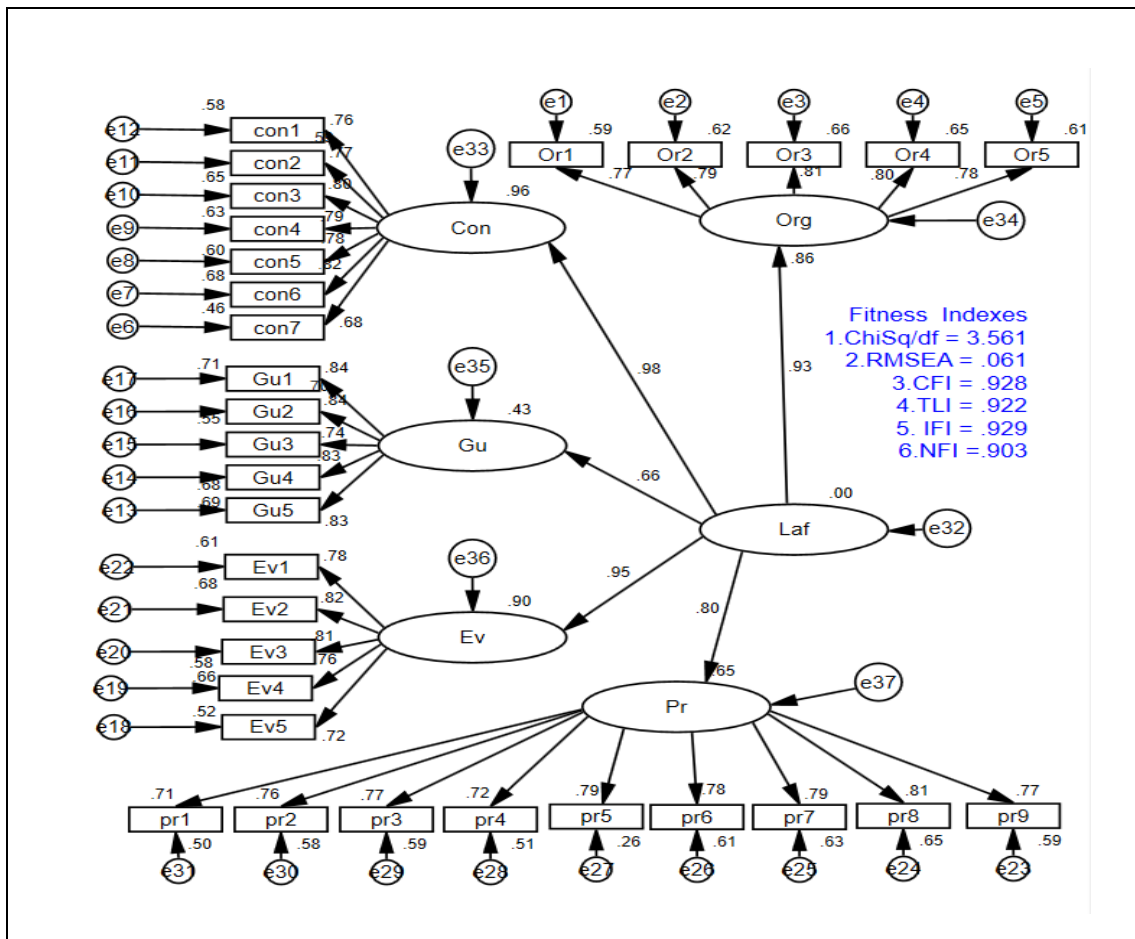 e12 .58 con1 .76
e11 con2 .77
e10 .65 con3 .80
e9 .63 con4 .79
e8 .60 con5 .78
e7 .68 con6 .82
e6 .46 con7 .68
e33
Con .96
e1 e2 e3 e4 e5
.59 .62 .66 .65 .61
Or1 Or2 Or3 Or4 Or5
.77 .79 .81 .80 .78
Org e34
.86
Fitness Indexes
1.ChiSq/df = 3.561
2.RMSEA = .061
3.CFI = .928
4.TLI = .922
5. IFI = .929
6.NFI =.903
.98 .93
e17 .71 Gu1 .84
e16 Gu2 .84
e15 .55 Gu3 .74
e14 Gu4 .83
e13 .68 .69 Gu5 .83
e35
Gu .43
.66
.00
Laf e32
e22 .61 Ev1 .78
e21 .68 Ev2 .82
e20 Ev3 .81
e19 .58 .66 Ev4 .76
e18 .52 Ev5 .72
e36
Ev .90
.95
.80
.65
Pr e37
.71 .76 .77 .72 .79 .78 .79 .81 .77
pr1 pr2 pr3 pr4 pr5 pr6 pr7 pr8 pr9
.50 .58 .59 .51 .26 .61 .63 .65 .59
e31 e30 e29 e28 e27 e26 e25 e24 e23